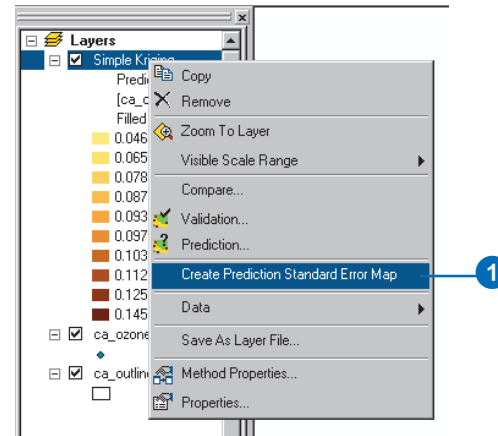 Layers
Simple Kriging
Copy
Remove
Zoom To Layer
Visible Scale Range
Compare...
Validation...
Prediction...
Create Prediction Standard Error Map
1
Data
Save As Layer File...
Method Properties...
Properties...
Filled
0.046
0.065
0.078
0.087
0.093
0.097
0.103
0.112
0.125
0.145
ca_ozone
ca_outline